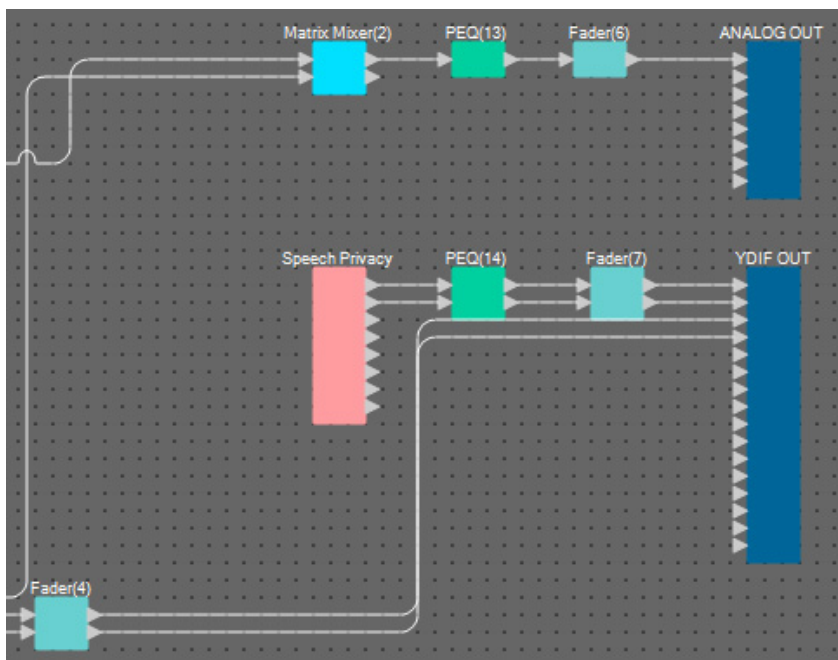 Matrix Mixer(2)
PEQ(13)
Fader(6)
ANALOG OUT
Speech Privacy
PEQ(14)
Fader(7)
YDIF OUT
Fader(4)